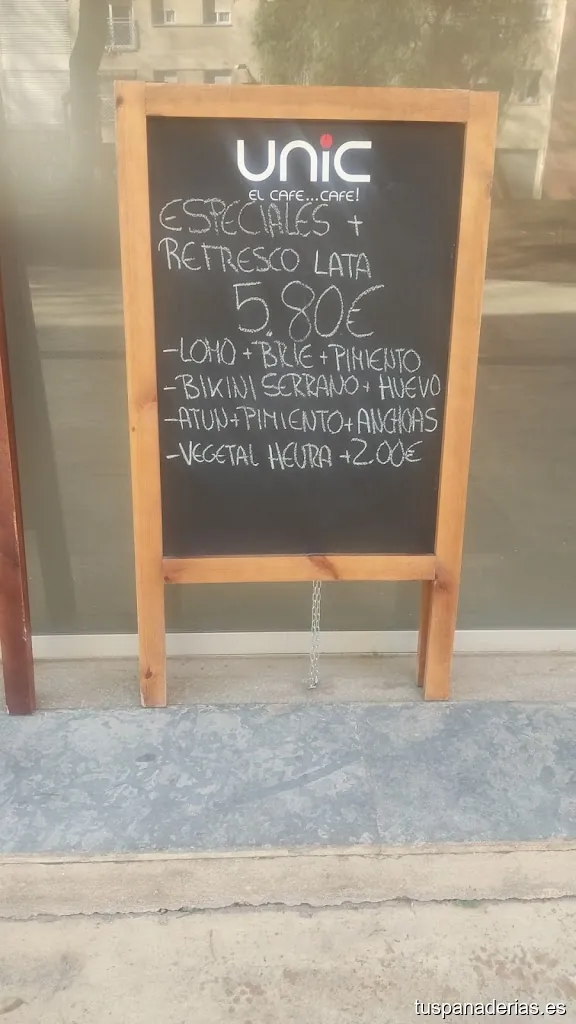 UNiC
EL CAFE...CAFE!
ESPECIALES +
REFRESCO LATA
5.80€
-LOMO + BRIE + PIMIENTO
-BIKINI SERRANO + HUEVO
-ATUN+PIMIENTO+ANCHOAS
-VEGETAL HEURA +2.00€
tuspanaderias.es